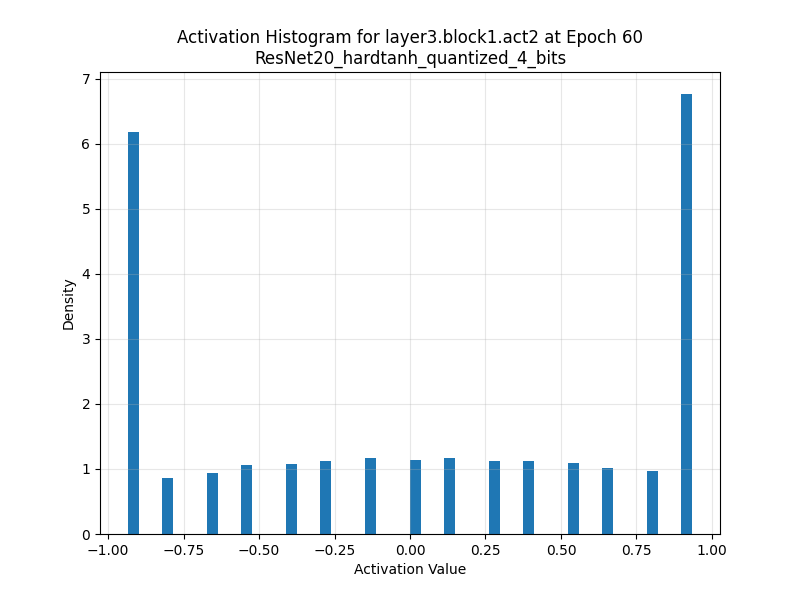 Activation Histogram for layer3.block1.act2 at Epoch 60
ResNet20_hardtanh_quantized_4_bits
7
6
5
4
3
2
1
0
Density
−1.00 −0.75 −0.50 −0.25 0.00 0.25 0.50 0.75 1.00
Activation Value